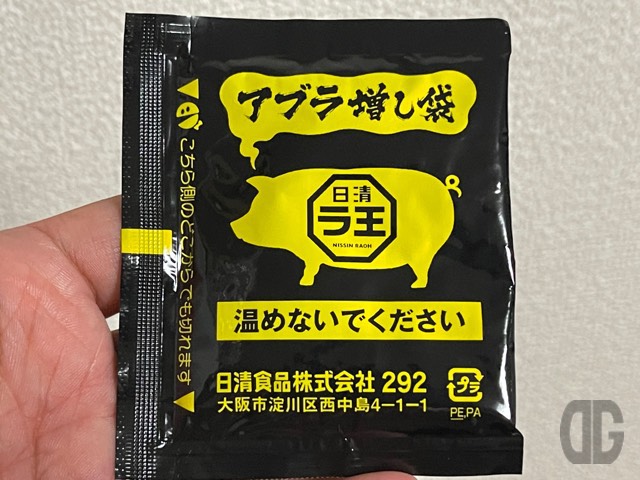 アブラ増し袋
日清
ラ王
NISSIN RAOH
温めないでください
日清食品株式会社 292
大阪市淀川区西中島4-1-1
プラ
PE,PA
こちら側のどこからでも切れます
DG